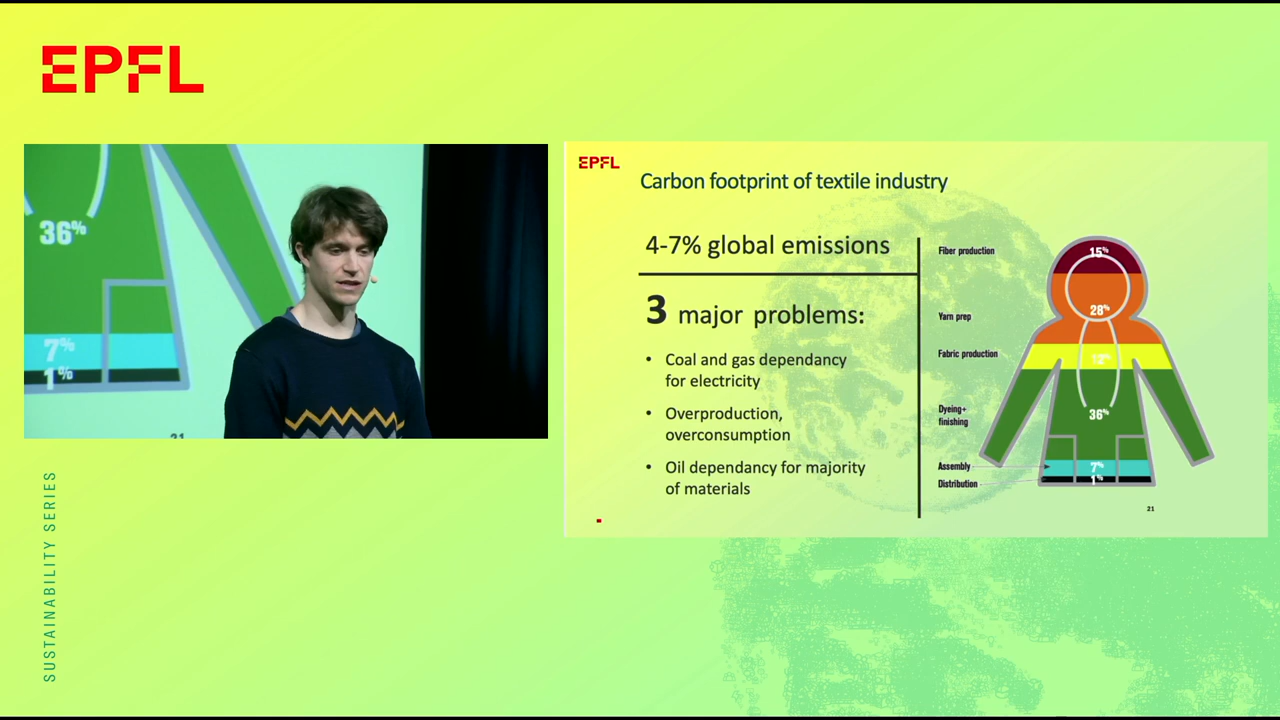 EPFL
36%
7%
1%
21
SUSTAINABILITY SERIES
EPFL
Carbon footprint of textile industry
4-7% global emissions
3 major problems:
• Coal and gas dependancy
for electricity
• Overproduction,
overconsumption
• Oil dependancy for majority
of materials
Fiber production
15%
28%
Yarn prep
Fabric production
Dyeing+
finishing
36%
Assembly
7%
Distribution
1%
21